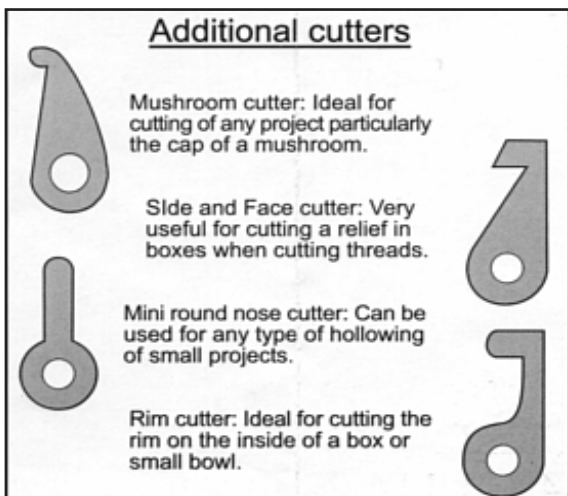 Additional cutters
Mushroom cutter: Ideal for
cutting of any project particularly
the cap of a mushroom.
SIde and Face cutter: Very
useful for cutting a relief in
boxes when cutting threads.
Mini round nose cutter: Can be
used for any type of hollowing
of small projects.
Rim cutter: Ideal for cutting the
rim on the inside of a box or
small bowl.